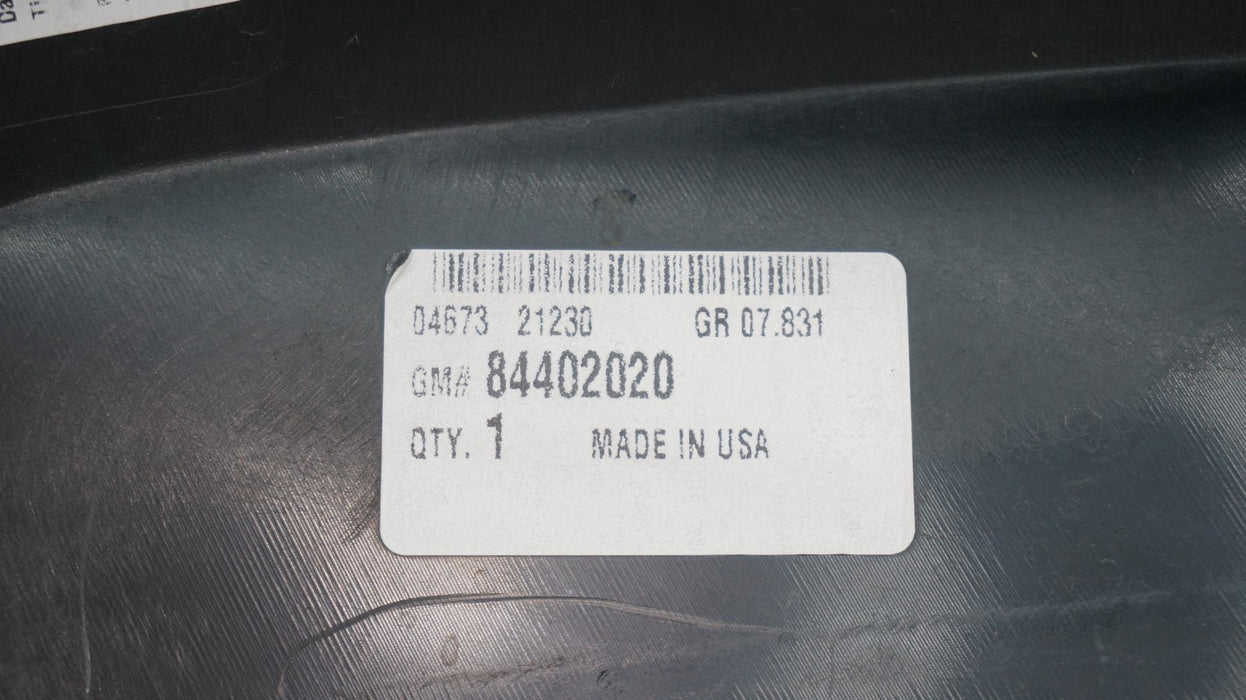 04673 21230 GR 07.831
GM# 84402020
QTY. 1 MADE IN USA